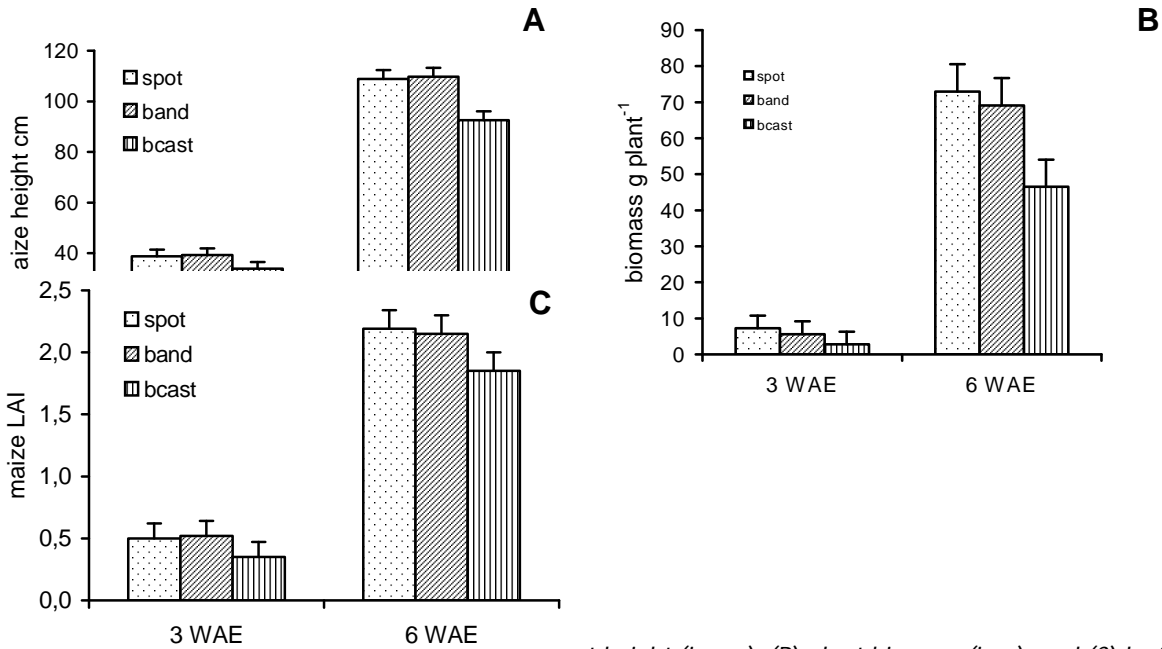 A
120
100
80
60
40
aize height cm
spot
band
bcast
B
90
80
70
60
50
40
30
20
10
0
biomass g plant-1
spot
band
bcast
3 WAE
6 WAE
C
2,5
2,0
1,5
1,0
0,5
0,0
maize LAI
spot
band
bcast
3 WAE
6 WAE